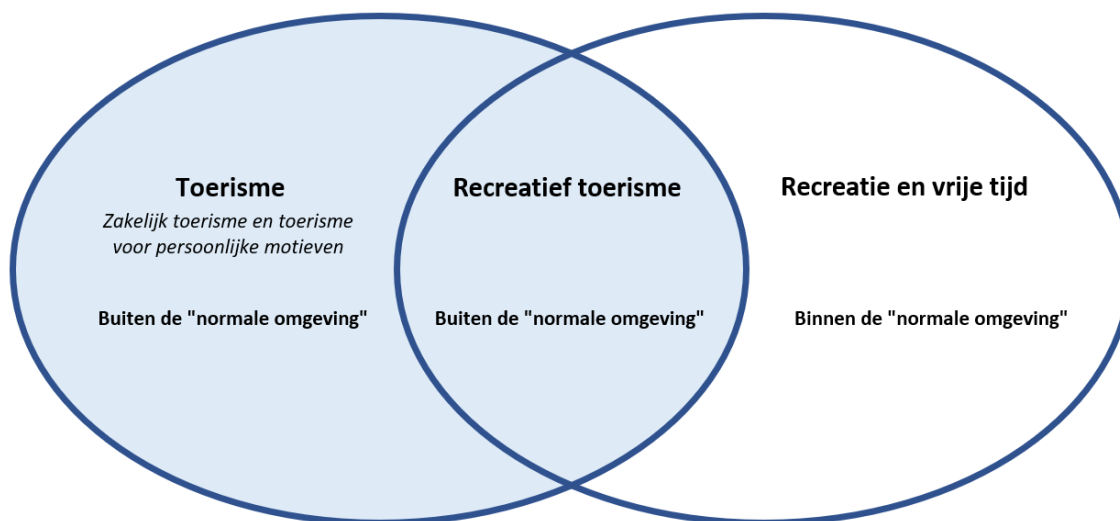 Toerisme
Zakelijk toerisme en toerisme
voor persoonlijke motieven
Buiten de "normale omgeving"
Recreatief toerisme
Buiten de "normale omgeving"
Recreatie en vrije tijd
Binnen de "normale omgeving"